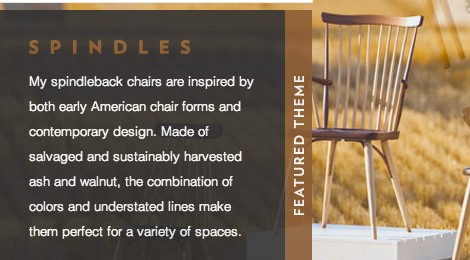 SPINDLES
My spindleback chairs are inspired by
both early American chair forms and
contemporary design. Made of
salvaged and sustainably harvested
ash and walnut, the combination of
colors and understated lines make
them perfect for a variety of spaces.
FEATURED THEME